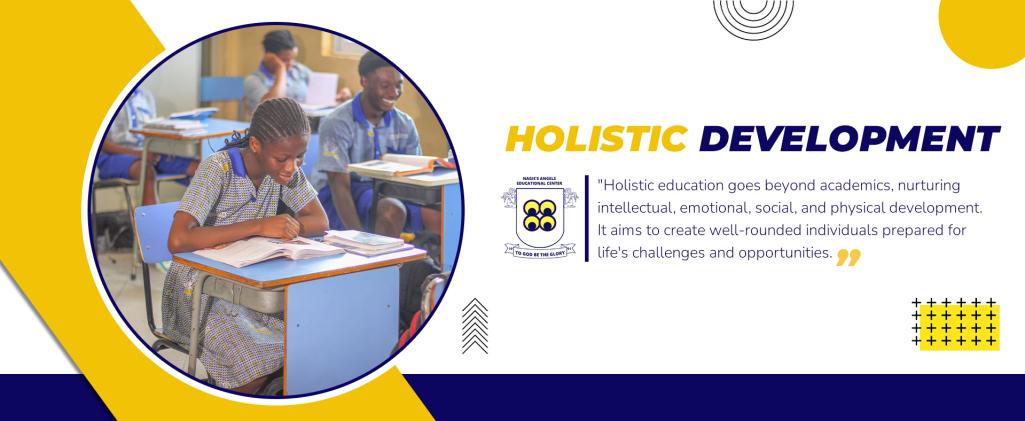 HOLISTIC DEVELOPMENT
NAGIE'S ANGELS
EDUCATIONAL CENTER
TO GOD BE THE GLORY
"Holistic education goes beyond academics, nurturing
intellectual, emotional, social, and physical development.
It aims to create well-rounded individuals prepared for
life's challenges and opportunities.”